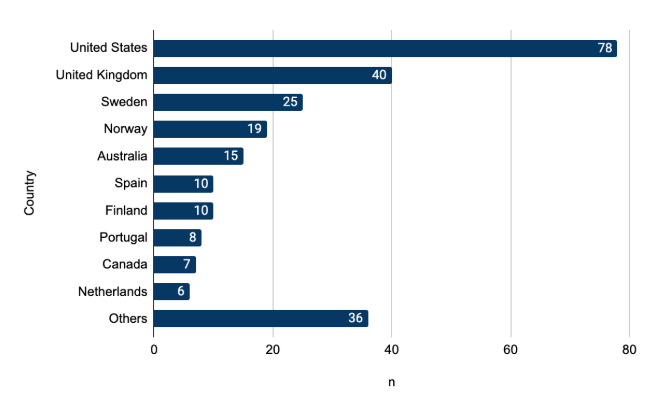 United States 78
United Kingdom 40
Sweden 25
Norway 19
Australia 15
Spain 10
Finland 10
Portugal 8
Canada 7
Netherlands 6
Others 36
Country
0 20 40 60 80
n